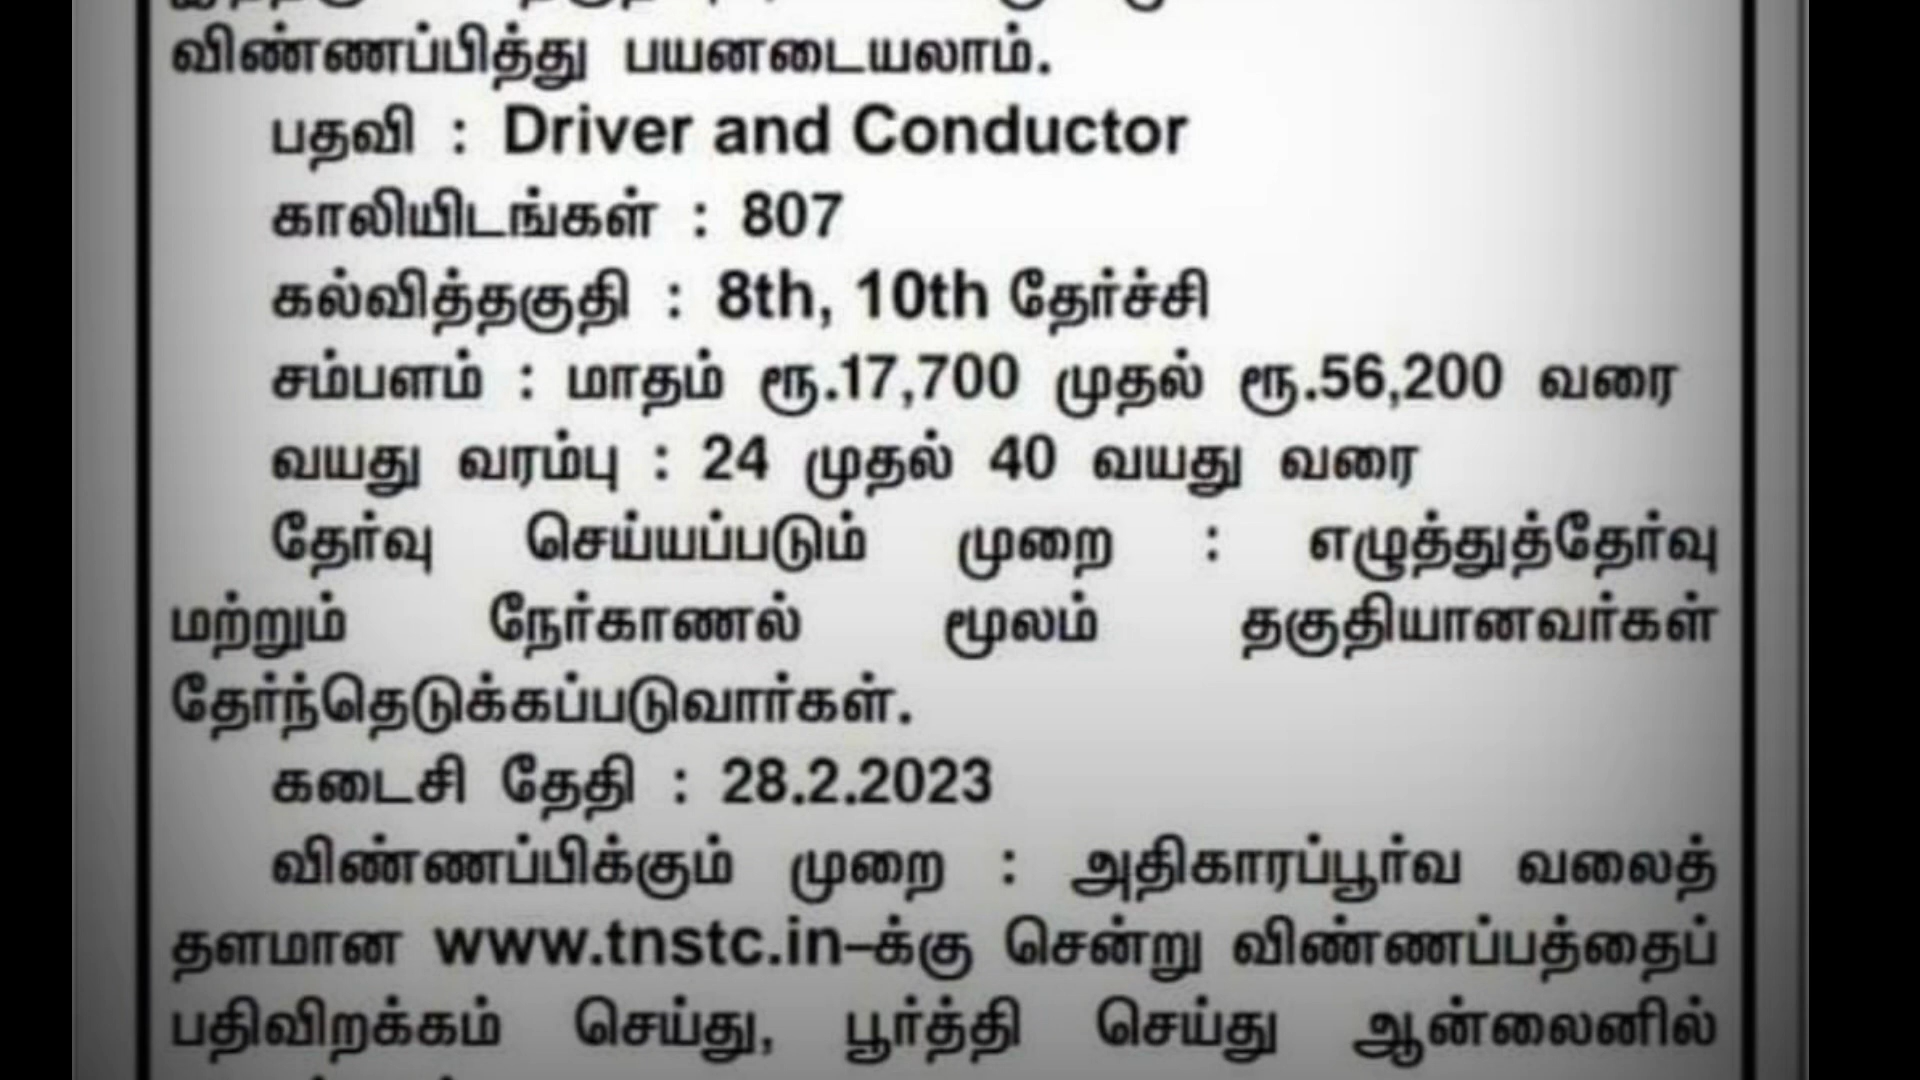 விண்ணப்பித்து பயனடையலாம்.
பதவி : Driver and Conductor
காலியிடங்கள் : 807
கல்வித்தகுதி : 8th, 10th தேர்ச்சி
சம்பளம் : மாதம் ரூ.17,700 முதல் ரூ.56,200 வரை
வயது வரம்பு : 24 முதல் 40 வயது வரை
தேர்வு செய்யப்படும் முறை : எழுத்துத்தேர்வு
மற்றும் நேர்காணல் மூலம் தகுதியானவர்கள்
தேர்ந்தெடுக்கப்படுவார்கள்.
கடைசி தேதி : 28.2.2023
விண்ணப்பிக்கும் முறை : அதிகாரப்பூர்வ வலைத்
தளமான www.tnstc.in–க்கு சென்று விண்ணப்பத்தைப்
பதிவிறக்கம் செய்து, பூர்த்தி செய்து ஆன்லைனில்